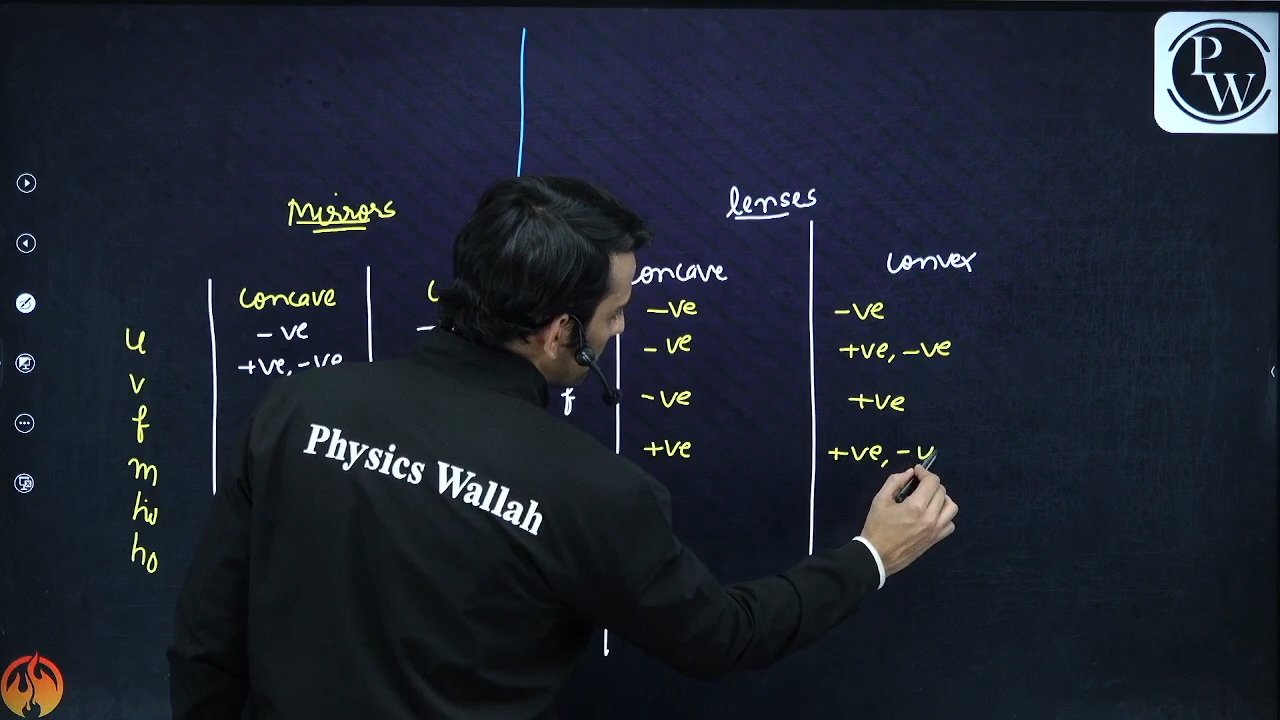 PW
Mirrors
lenses
concave
convex
concave
-ve
-ve
u
-ve
-ve
+ve, -ve
v
+ve, -ve
-ve
+ve
f
f
+ve
+ve, -v
m
hi
ho
Physics Wallah